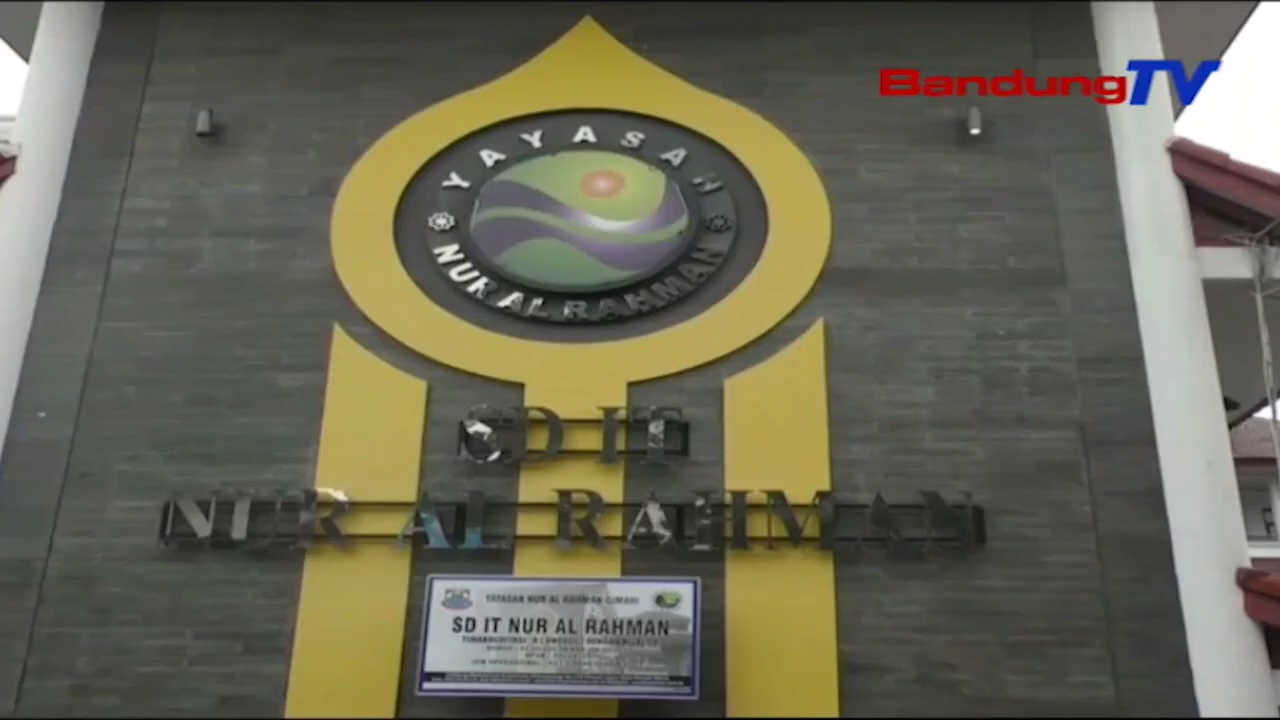 BandungTV
YAYASAN
NUR AL RAHMAN
SD IT
NUR AL RAHMAN
YAYASAN NUR AL RAHMAN CIMAHI
SD IT NUR AL RAHMAN